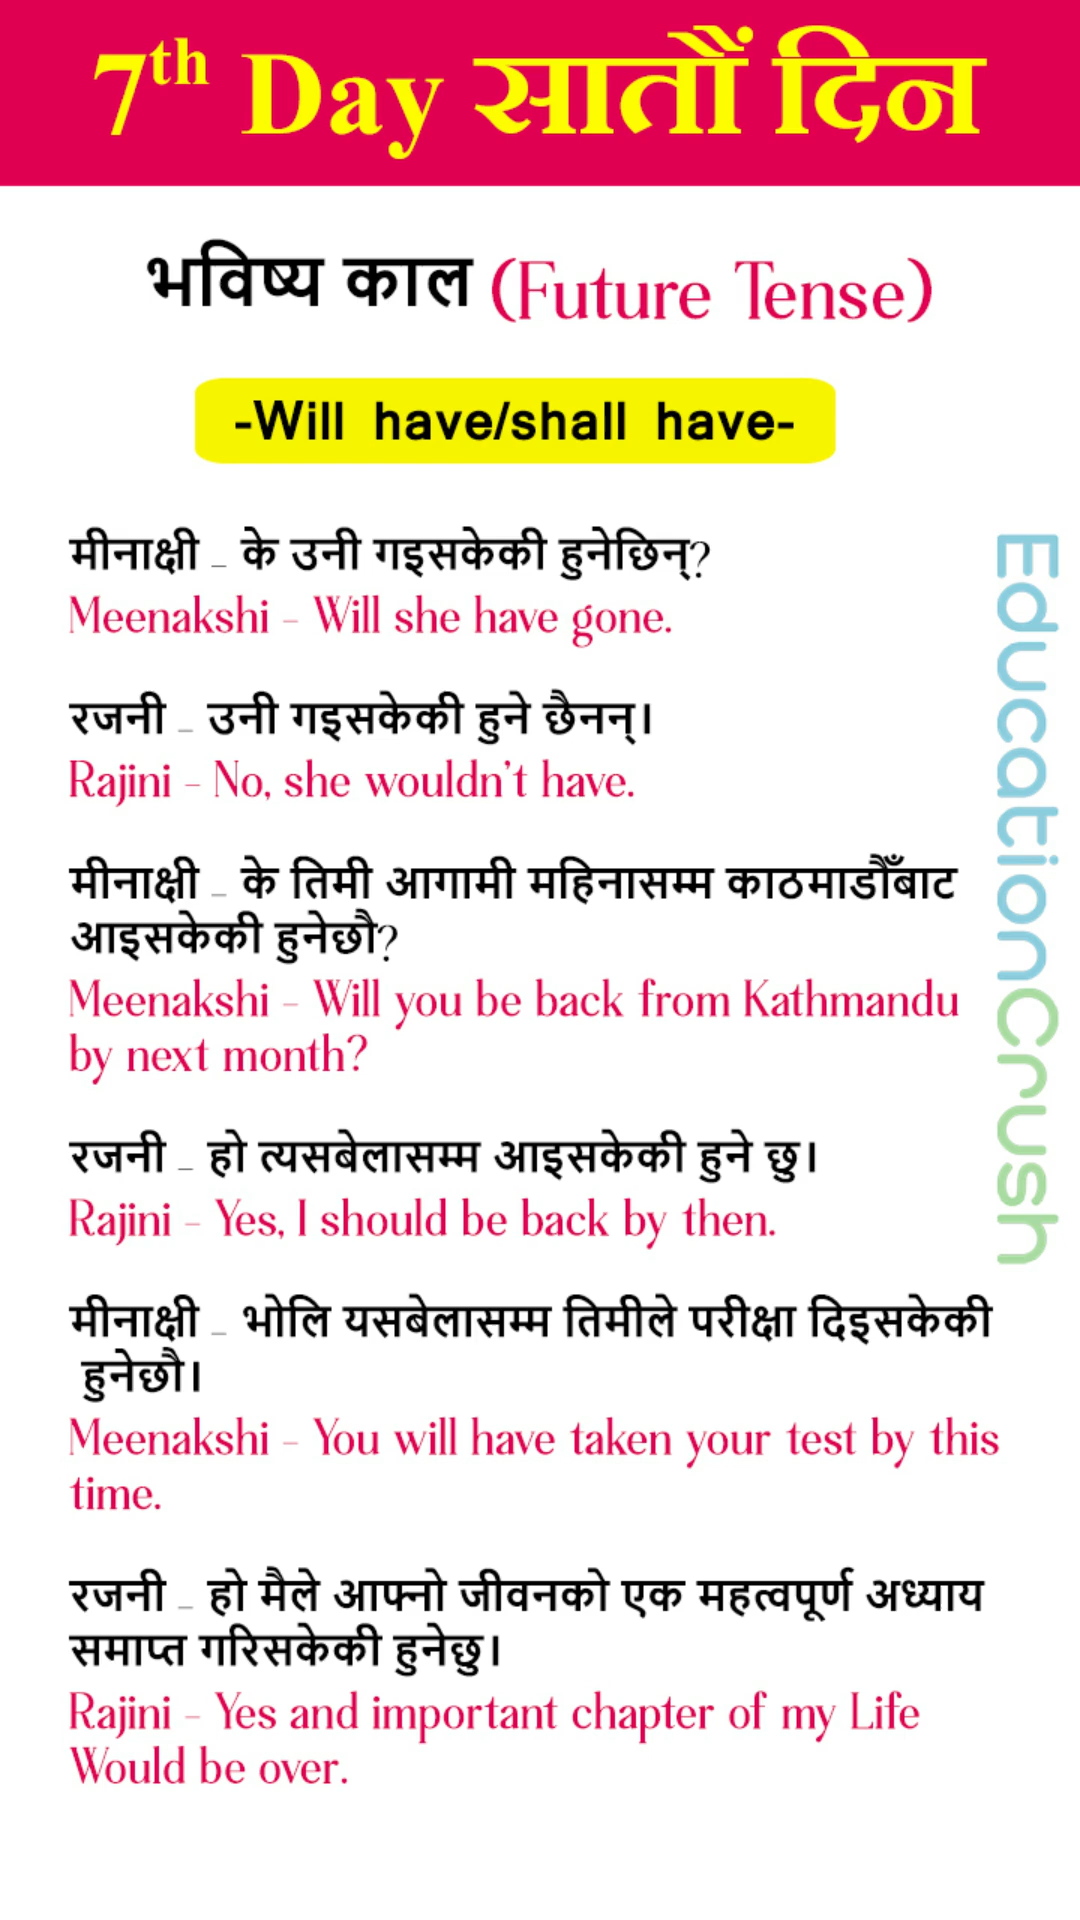 7th Day सातौं दिन
भविष्य काल (Future Tense)
-Will have/shall have-
मीनाक्षी - के उनी गइसकेकी हुनेछिन्?
Meenakshi - Will she have gone.
रजनी - उनी गइसकेकी हुने छैनन्।
Rajini - No, she wouldn't have.
मीनाक्षी - के तिमी आगामी महिनासम्म काठमाडौँबाट
आइसकेकी हुनेछौ?
Meenakshi - Will you be back from Kathmandu
by next month?
रजनी - हो त्यसबेलासम्म आइसकेकी हुने छु।
Rajini - Yes, I should be back by then.
मीनाक्षी - भोलि यसबेलासम्म तिमीले परीक्षा दिइसकेकी
हुनेछौ।
Meenakshi - You will have taken your test by this
time.
रजनी - हो मैले आफ्नो जीवनको एक महत्वपूर्ण अध्याय
समाप्त गरिसकेकी हुनेछु।
Rajini - Yes and important chapter of my Life
Would be over.
EducationCrush